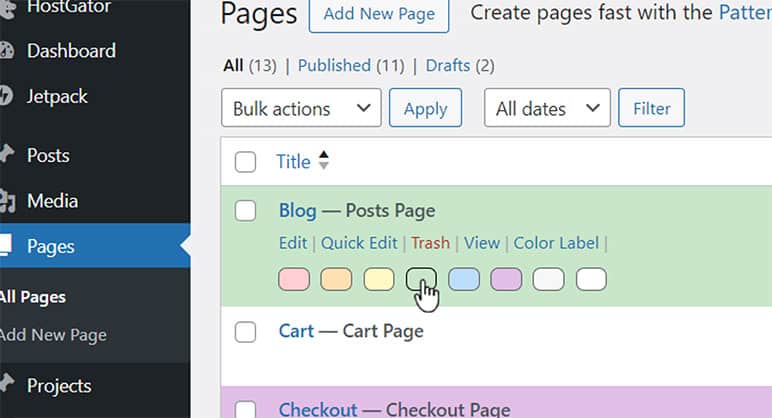 HostGator
Dashboard
Jetpack
Posts
Media
Pages
All Pages
Add New Page
Projects
Pages Add New Page Create pages fast with the Patter
All (13) | Published (11) | Drafts (2)
Bulk actions Apply All dates Filter
Title
Blog — Posts Page
Edit | Quick Edit | Trash | View | Color Label |
Cart — Cart Page
Checkout — Checkout Page